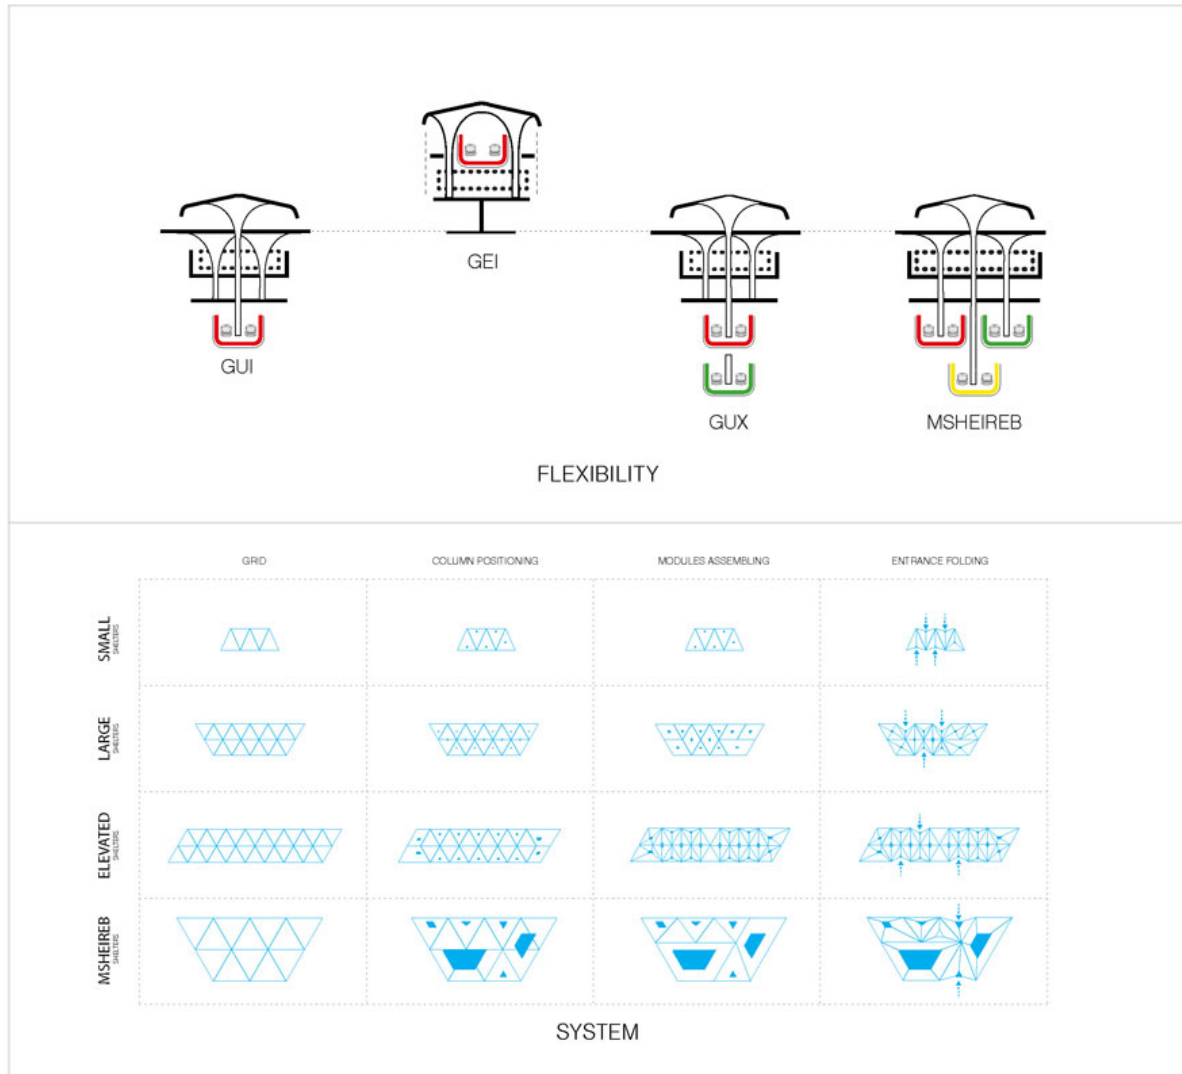 GEI
GUI
GUX
MSHEIREB
FLEXIBILITY
GRID
COLUMN POSITIONING
MODULES ASSEMBLING
ENTRANCE FOLDING
SMALL
SHELTERS
LARGE
SHELTERS
ELEVATED
SHELTERS
MSHEIREB
SHELTERS
SYSTEM